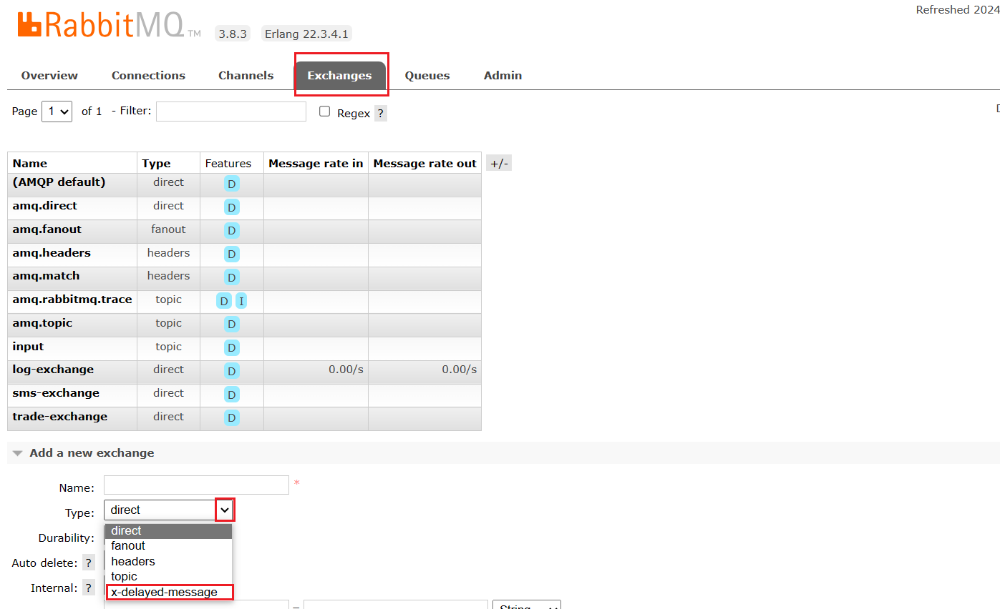 Refreshed 2024
RabbitMQ TM 3.8.3 Erlang 22.3.4.1
Overview Connections Channels Exchanges Queues Admin
Page 1 of 1 - Filter: Regex ?
Name Type Features Message rate in Message rate out +/-
(AMQP default) direct D
amq.direct direct D
amq.fanout fanout D
amq.headers headers D
amq.match headers D
amq.rabbitmq.trace topic D I
amq.topic topic D
input topic D
log-exchange direct D 0.00/s 0.00/s
sms-exchange direct D
trade-exchange direct D
Add a new exchange
Name: *
Type: direct
direct
Durability:
fanout
headers
Auto delete: ?
topic
Internal: ?
x-delayed-message
= String